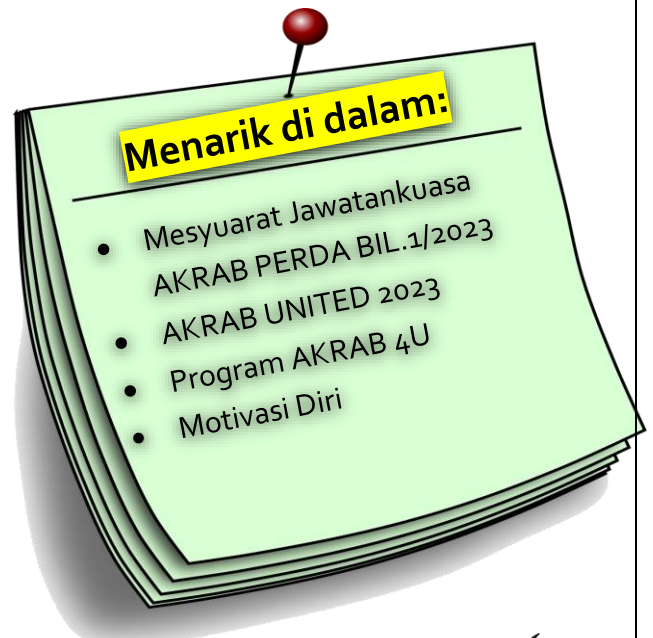 Menarik di dalam:
• Mesyuarat Jawatankuasa
AKRAB PERDA BIL.1/2023
• AKRAB UNITED 2023
• Program AKRAB 4U
• Motivasi Diri